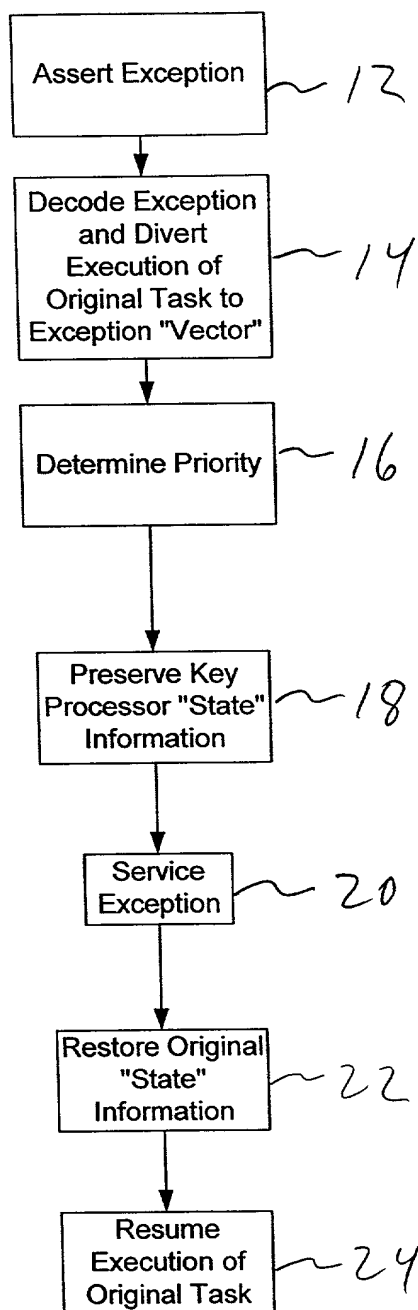 Assert Exception
12
Decode Exception
and Divert
Execution of
Original Task to
Exception "Vector"
14
Determine Priority
16
Preserve Key
Processor "State"
Information
18
Service
Exception
20
Restore Original
"State"
Information
22
Resume
Execution of
Original Task
24